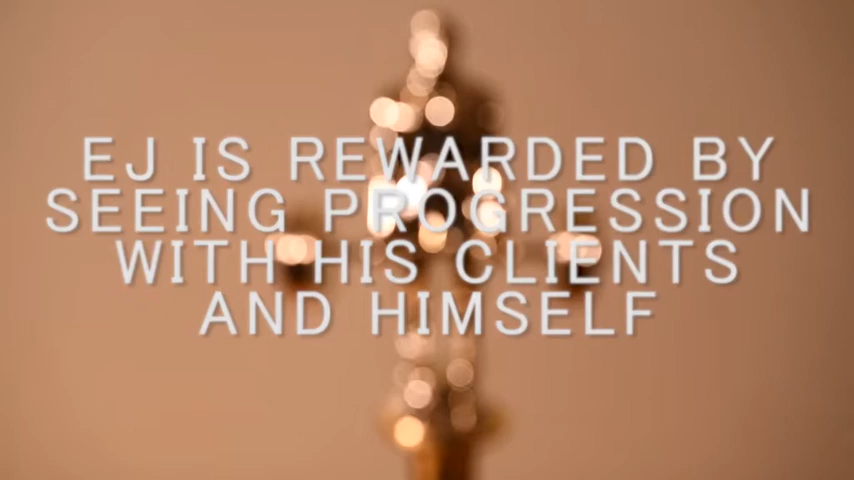 EJ IS REWARDED BY
SEEING PROGRESSION
WITH HIS CLIENTS
AND HIMSELF